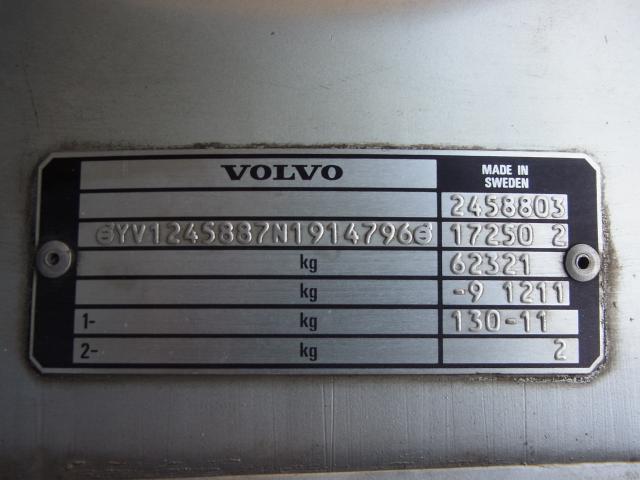 VOLVO
MADE IN
SWEDEN
2458803
YV1245887N1914796
17250 2
kg
62321
kg
-9 1211
1- kg
130-11
2- kg
2